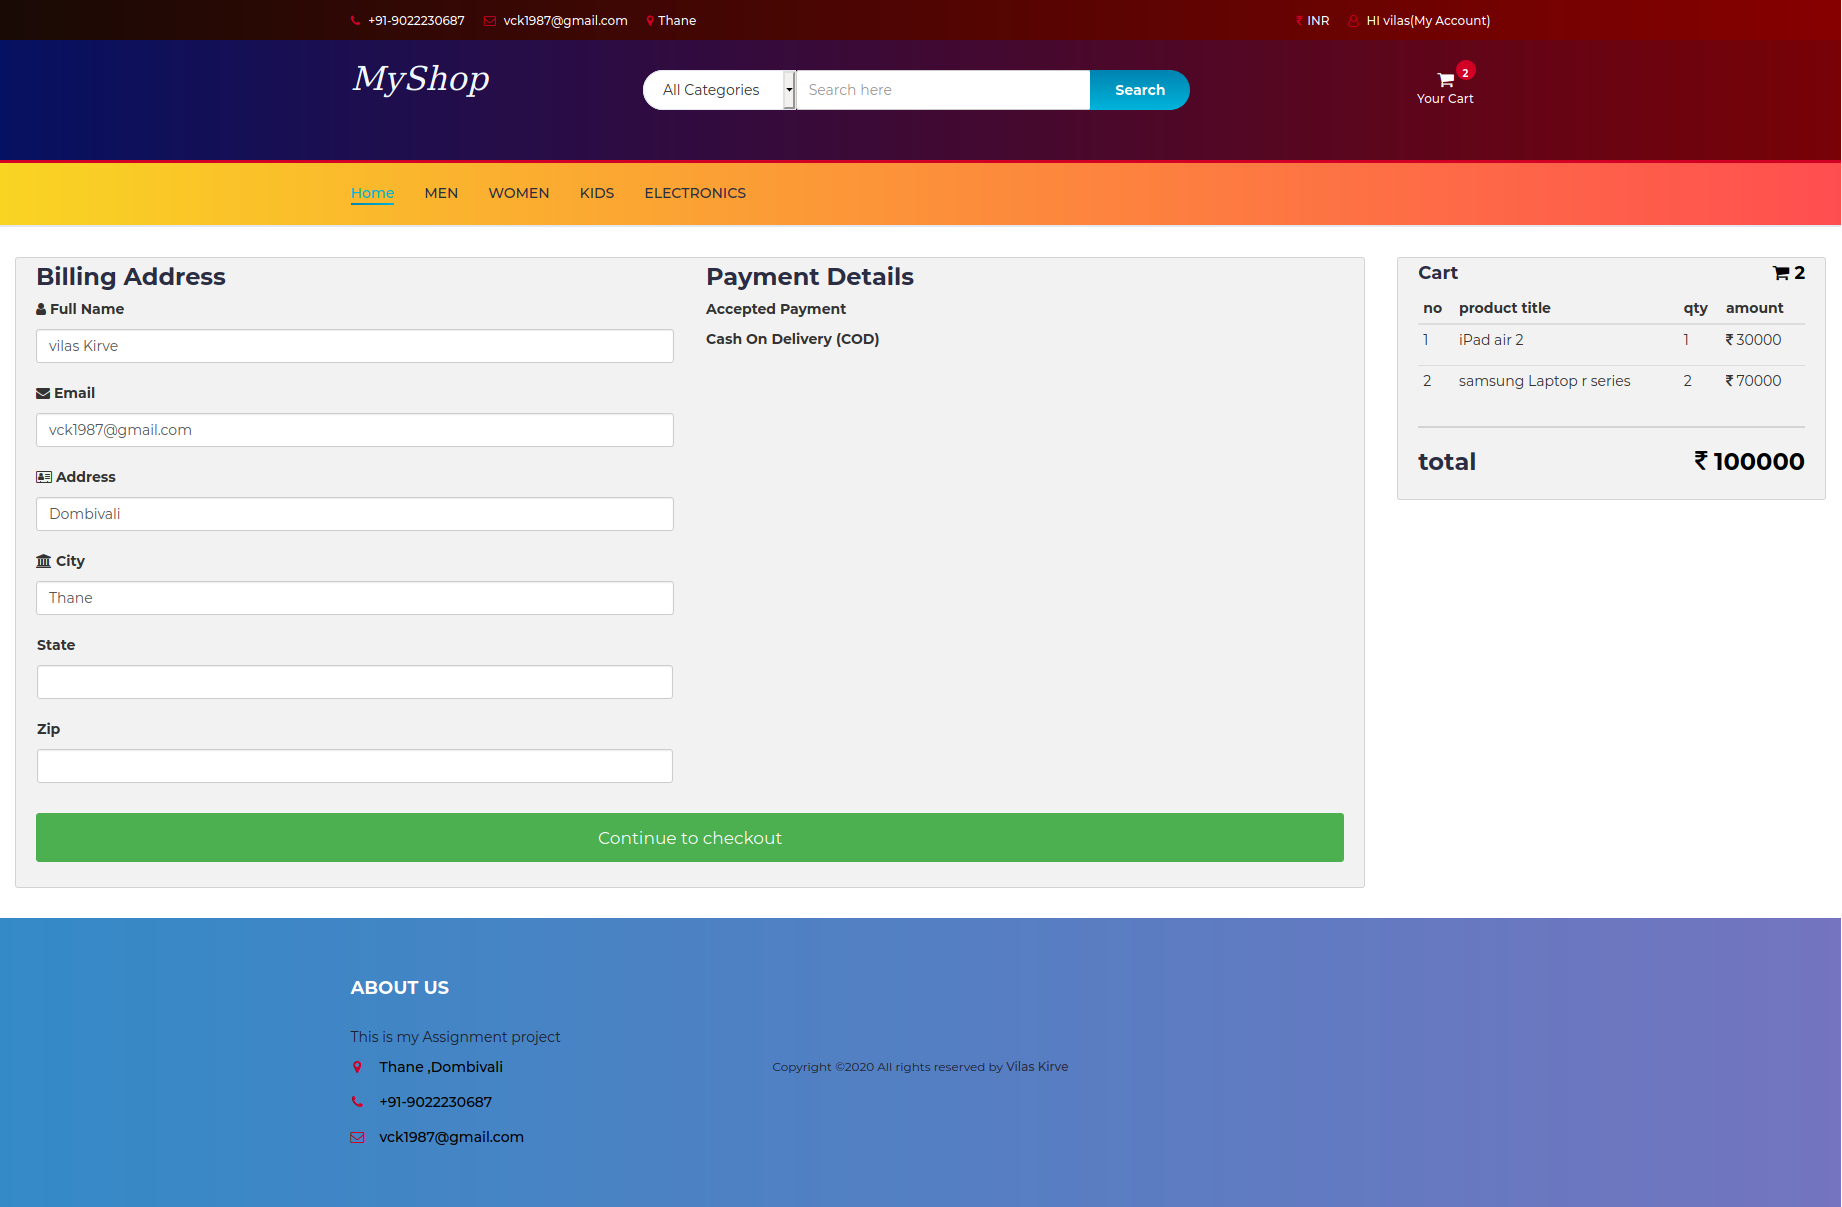 +91-9022230687 vck1987@gmail.com Thane ₹ INR HI vilas(My Account)
MyShop
All Categories Search here Search
2
Your Cart
Home MEN WOMEN KIDS ELECTRONICS
Billing Address
Full Name
vilas Kirve
Email
vck1987@gmail.com
Address
Dombivali
City
Thane
State
Zip
Payment Details
Accepted Payment
Cash On Delivery (COD)
Continue to checkout
Cart 2
no product title qty amount
1 iPad air 2 1 ₹ 30000
2 samsung Laptop r series 2 ₹ 70000
total ₹ 100000
ABOUT US
This is my Assignment project
Thane ,Dombivali
+91-9022230687
vck1987@gmail.com
Copyright ©2020 All rights reserved by Vilas Kirve